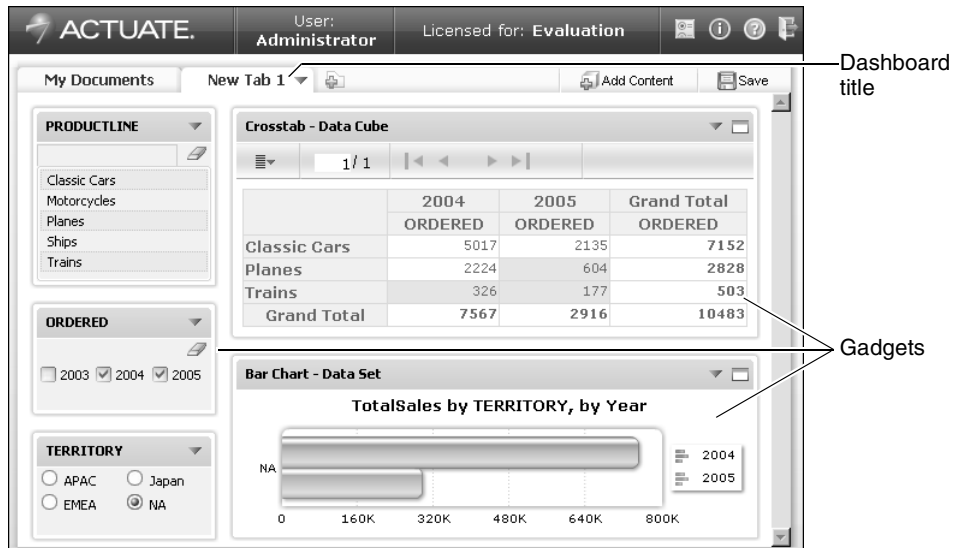 ACTUATE.
User:
Administrator
Licensed for: Evaluation
My Documents
New Tab 1
Add Content
Save
Dashboard
title
PRODUCTLINE
Classic Cars
Motorcycles
Planes
Ships
Trains
Crosstab - Data Cube
1/ 1
2004 2005 Grand Total
ORDERED ORDERED ORDERED
Classic Cars 5017 2135 7152
Planes 2224 604 2828
Trains 326 177 503
Grand Total 7567 2916 10483
ORDERED
2003 2004 2005
Gadgets
TERRITORY
APAC Japan
EMEA NA
Bar Chart - Data Set
TotalSales by TERRITORY, by Year
NA
2004
2005
0 160K 320K 480K 640K 800K